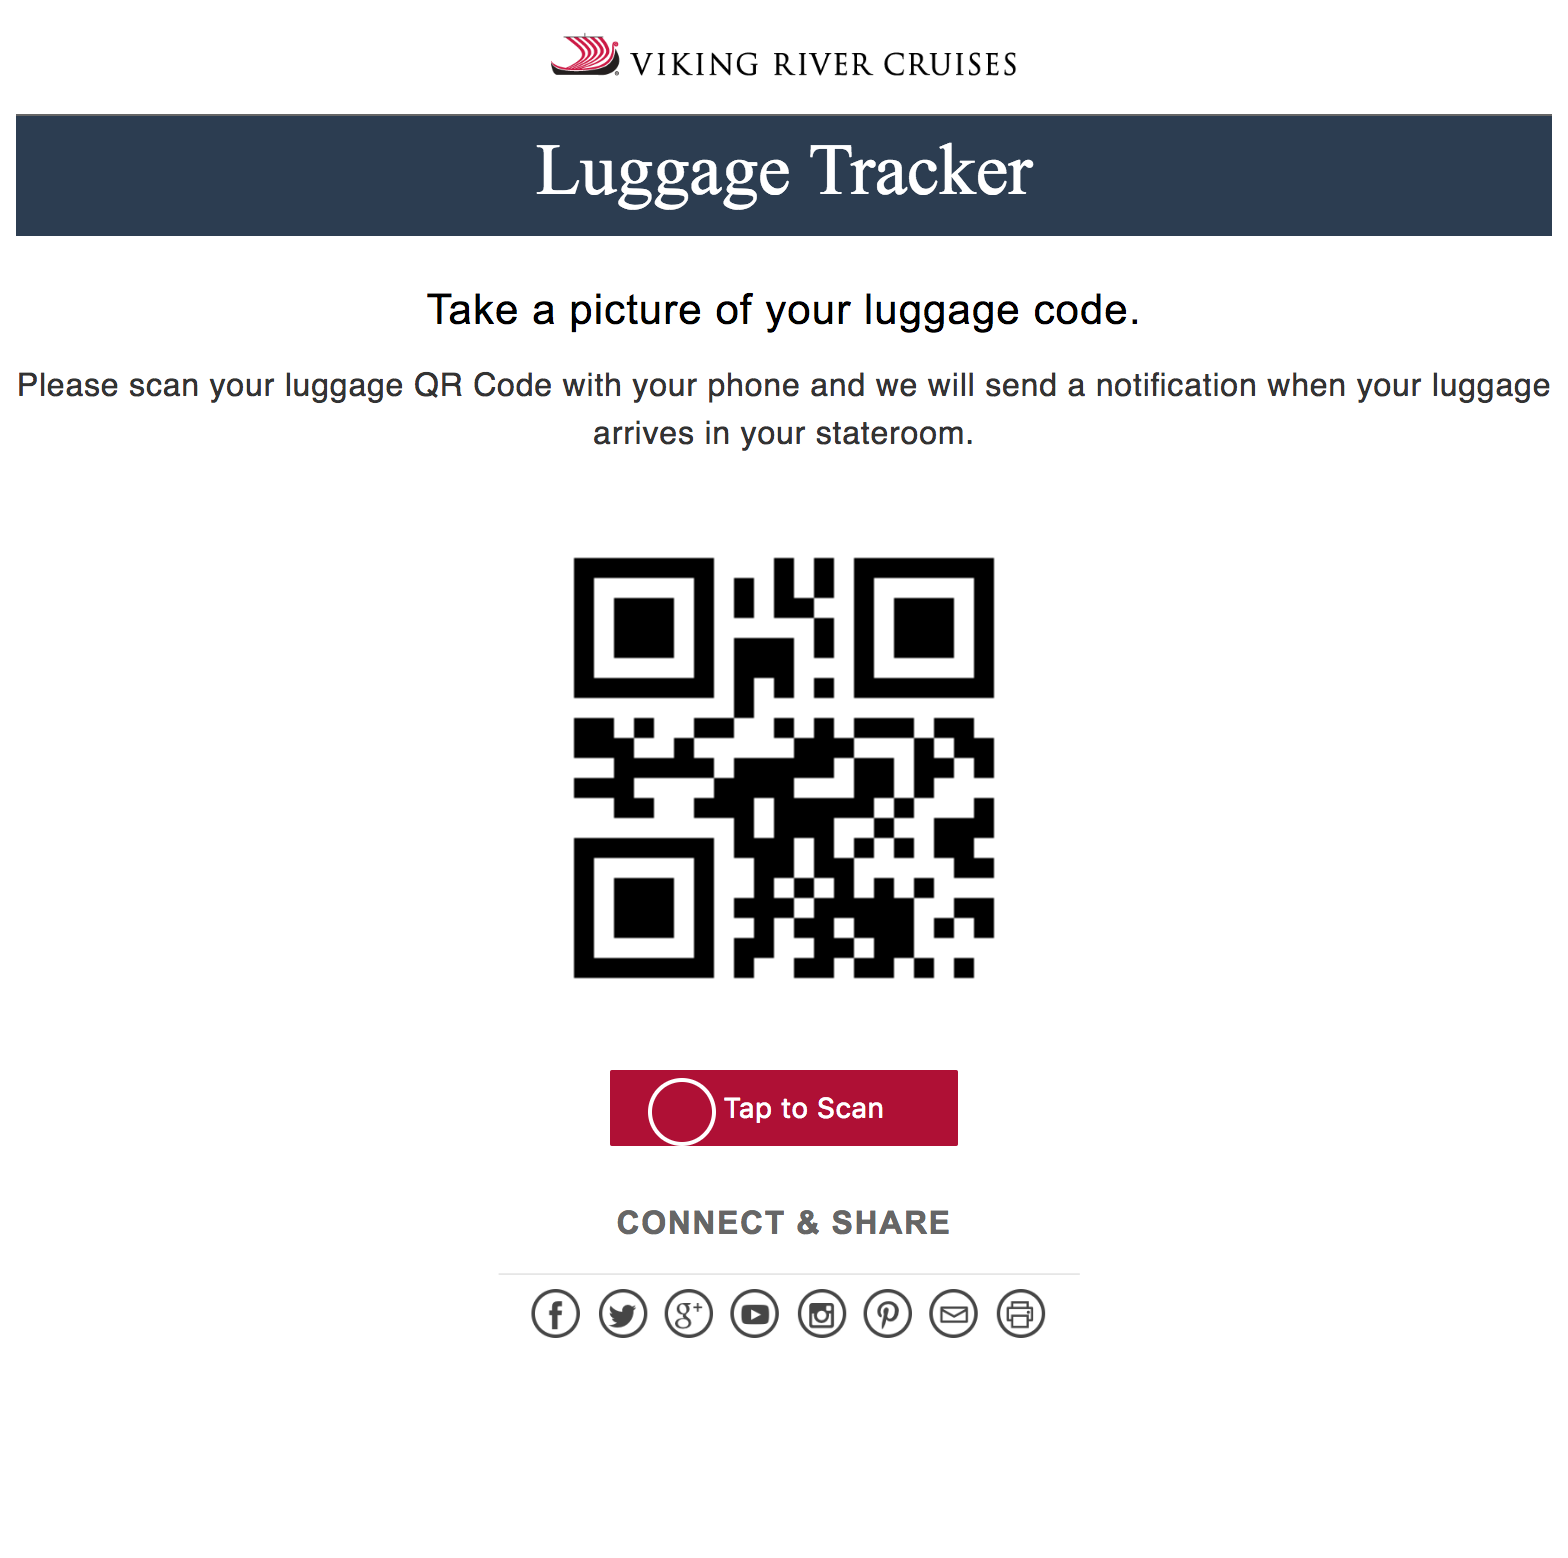 VIKING RIVER CRUISES
Luggage Tracker
Take a picture of your luggage code.
Please scan your luggage QR Code with your phone and we will send a notification when your luggage
arrives in your stateroom.
Tap to Scan
CONNECT & SHARE